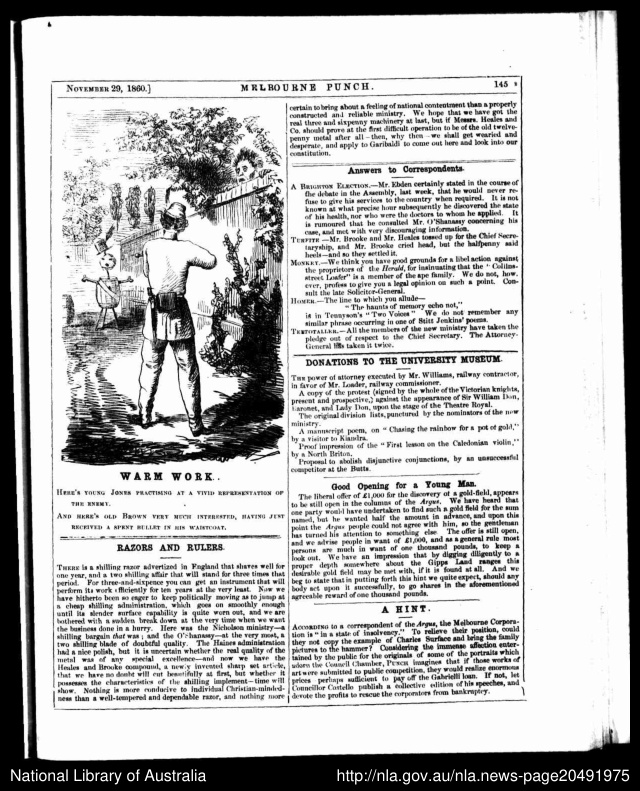 NOVEMBER 29, 1860.]
MELBOURNE PUNCH.
145
WARM WORK.
HERE'S YOUNG JONES PRACTISING AT A VIVID REPRESENTATION OF
THE ENEMY.
AND HERE'S OLD BROWN VERY MUCH INTERESTED, HAVING JUST
RECEIVED A SPENT BULLET IN HIS WAISTCOAT.
RAZORS AND RULERS.
THERE is a shilling razor advertized in England that shaves well for
one year, and a two shilling affair that will stand for three times that
period. For three-and-sixpence you can get an instrument that will
perform its work efficiently for ten years at the very least. Now we
have hitherto been so eager to keep politically moving as to jump at
a cheap shilling administration, which goes on smoothly enough
until its slender surface capability is quite worn out, and we are
bothered with a sudden break down at the very time when we want
the business done in a hurry. Here was the Nicholson ministry—a
shilling bargain that was; and the O'Shanassy—at the very most, a
two shilling blade of doubtful quality. The Haines administration
had a nice polish, but it is uncertain whether the real quality of the
metal was of any special excellence—and now we have the
Heales and Brooke compound, a newly invented sharp set article,
that we have no doubt will cut beautifully at first, but whether it
possesses the characteristics of the shilling implement—time will
show. Nothing is more conducive to individual Christian-minded-
ness than a well-tempered and dependable razor, and nothing more
certain to bring about a feeling of national contentment than a properly
constructed and reliable ministry. We hope that we have got the
real three and sixpenny machinery at last, but if Messrs. Heales and
Co. should prove at the first difficult operation to be of the old twelve-
penny metal after all—then, why then—we shall get wearied and
desperate, and apply to Garibaldi to come out here and look into our
constitution.
Answers to Correspondents.
A BRIGHTON ELECTION.—Mr. Ebden certainly stated in the course of
the debate in the Assembly, last week, that he would never re-
fuse to give his services to the country when required. It is not
known at what precise hour subsequently he discovered the state
of his health, nor who were the doctors to whom he applied. It
is rumoured that he consulted Mr. O'Shanassy concerning his
case, and met with very discouraging information.
TURFITE.—Mr. Brooke and Mr. Heales tossed up for the Chief Secre-
taryship, and Mr. Brooke cried head, but the halfpenny said
heels—and so they settled it.
MONKEY.—We think you have good grounds for a libel action against
the proprietors of the Herald, for insinuating that the "Collins-
street Loafer" is a member of the ape family. We do not, how-
ever, profess to give you a legal opinion on such a point. Con-
sult the late Solicitor-General.
HOMER.—The line to which you allude—
"The haunts of memory echo not,"
is in Tennyson's "Two Voices" We do not remember any
similar phrase occurring in one of Stitt Jenkins' poems.
TEETOTALLER.—All the members of the new ministry have taken the
pledge out of respect to the Chief Secretary. The Attorney-
General has taken it twice.
DONATIONS TO THE UNIVERSITY MUSEUM.
THE power of attorney executed by Mr. Williams, railway contractor,
in favor of Mr. Loader, railway commissioner.
A copy of the protest (signed by the whole of the Victorian knights,
present and prospective,) against the appearance of Sir William Don,
Baronet, and Lady Don, upon the stage of the Theatre Royal.
The original division lists, punctured by the nominators of the new
ministry.
A manuscript poem, on "Chasing the rainbow for a pot of gold,"
by a visitor to Kiandra.
Proof impression of the "First lesson on the Caledonian violin,"
by a North Briton.
Proposal to abolish disjunctive conjunctions, by an unsuccessful
competitor at the Butts.
Good Opening for a Young Man.
The liberal offer of £1,000 for the discovery of a gold-field, appears
to be still open in the columns of the Argus. We have heard that
one party would have undertaken to find such a gold field for the sum
named, but he wanted half the amount in advance, and upon this
point the Argus people could not agree with him, so the gentleman
has turned his attention to something else. The offer is still open,
and we advise people in want of £1,000, and as a general rule most
persons are much in want of one thousand pounds, to keep a
look out. We have an impression that by digging diligently to a
proper depth somewhere about the Gipps Land ranges this
desirable gold field may be met with, if it is found at all. And we
beg to state that in putting forth this hint we quite expect, should any
body act upon it successfully, to go shares in the aforementioned
agreeable reward of one thousand pounds.
A HINT.
ACCORDING to a correspondent of the Argus, the Melbourne Corpora-
tion is "in a state of insolvency." To relieve their position, could
they not copy the example of Charles Surface and bring the family
pictures to the hammer? Considering the immense affection enter-
tained by the public for the originals of some of the portraits which
adorn the Council Chamber, PUNCH imagines that if those works of
art were submitted to public competition, they would realize enormous
prices perhaps sufficient to pay off the Gabrielli loan. If not, let
Councillor Costello publish a collective edition of his speeches, and
devote the profits to rescue the corporators from bankruptcy.
National Library of Australia
http://nla.gov.au/nla.news-page20491975